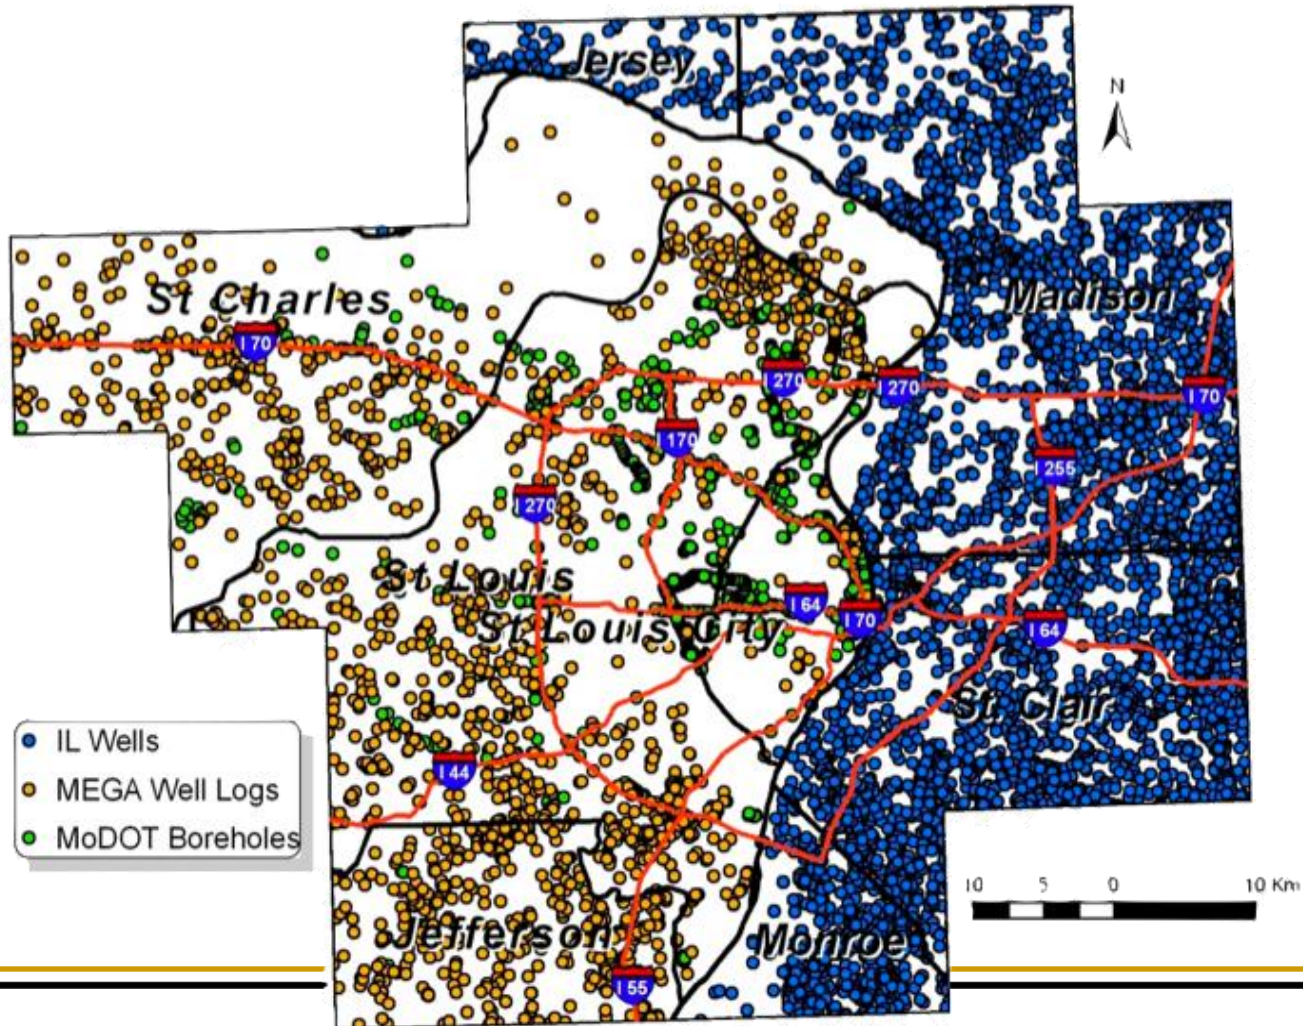 Jersey
N
St Charles
Madison
I 70
I 270
I 270
I 70
I 170
I 255
I 270
St Louis
St Louis City
I 64
I 70
I 64
St. Clair
IL Wells
MEGA Well Logs
MoDOT Boreholes
I 44
10 5 0 10 Km
Jefferson
Monroe
I 55